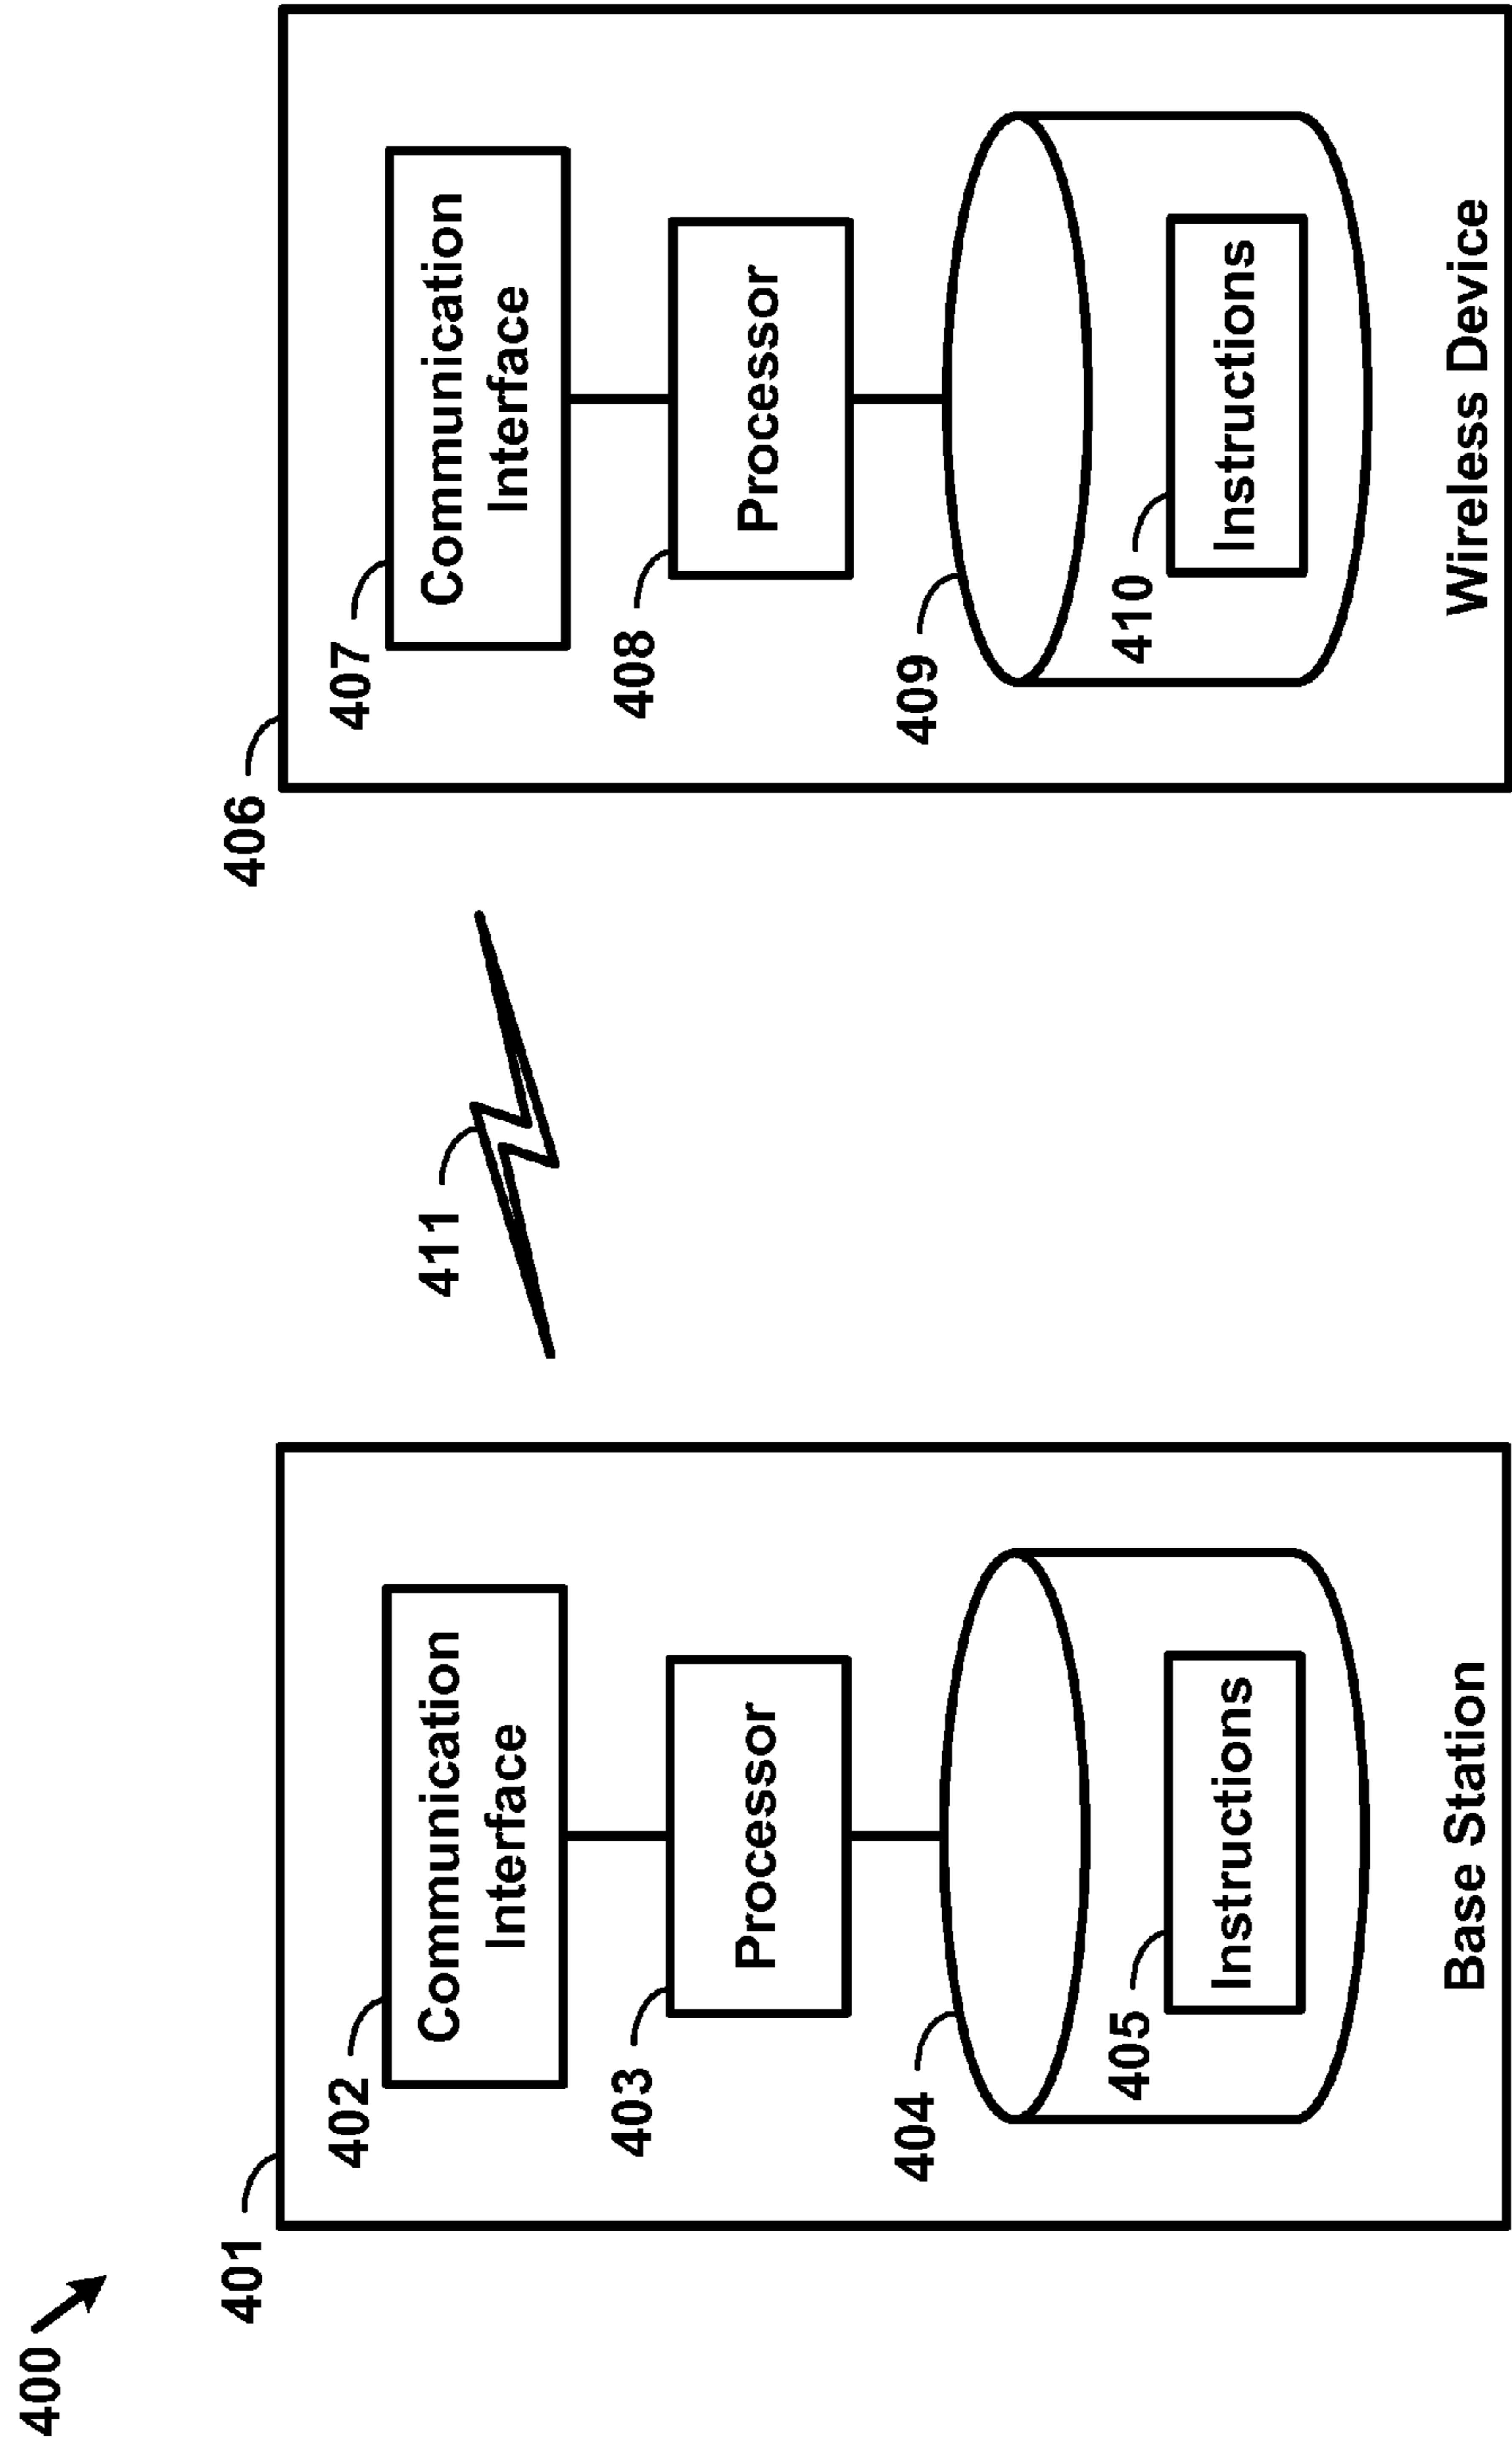 400
401
402
Communication
Interface
403
Processor
404
405
Instructions
Base Station
411
406
407
Communication
Interface
408
Processor
409
410
Instructions
Wireless Device